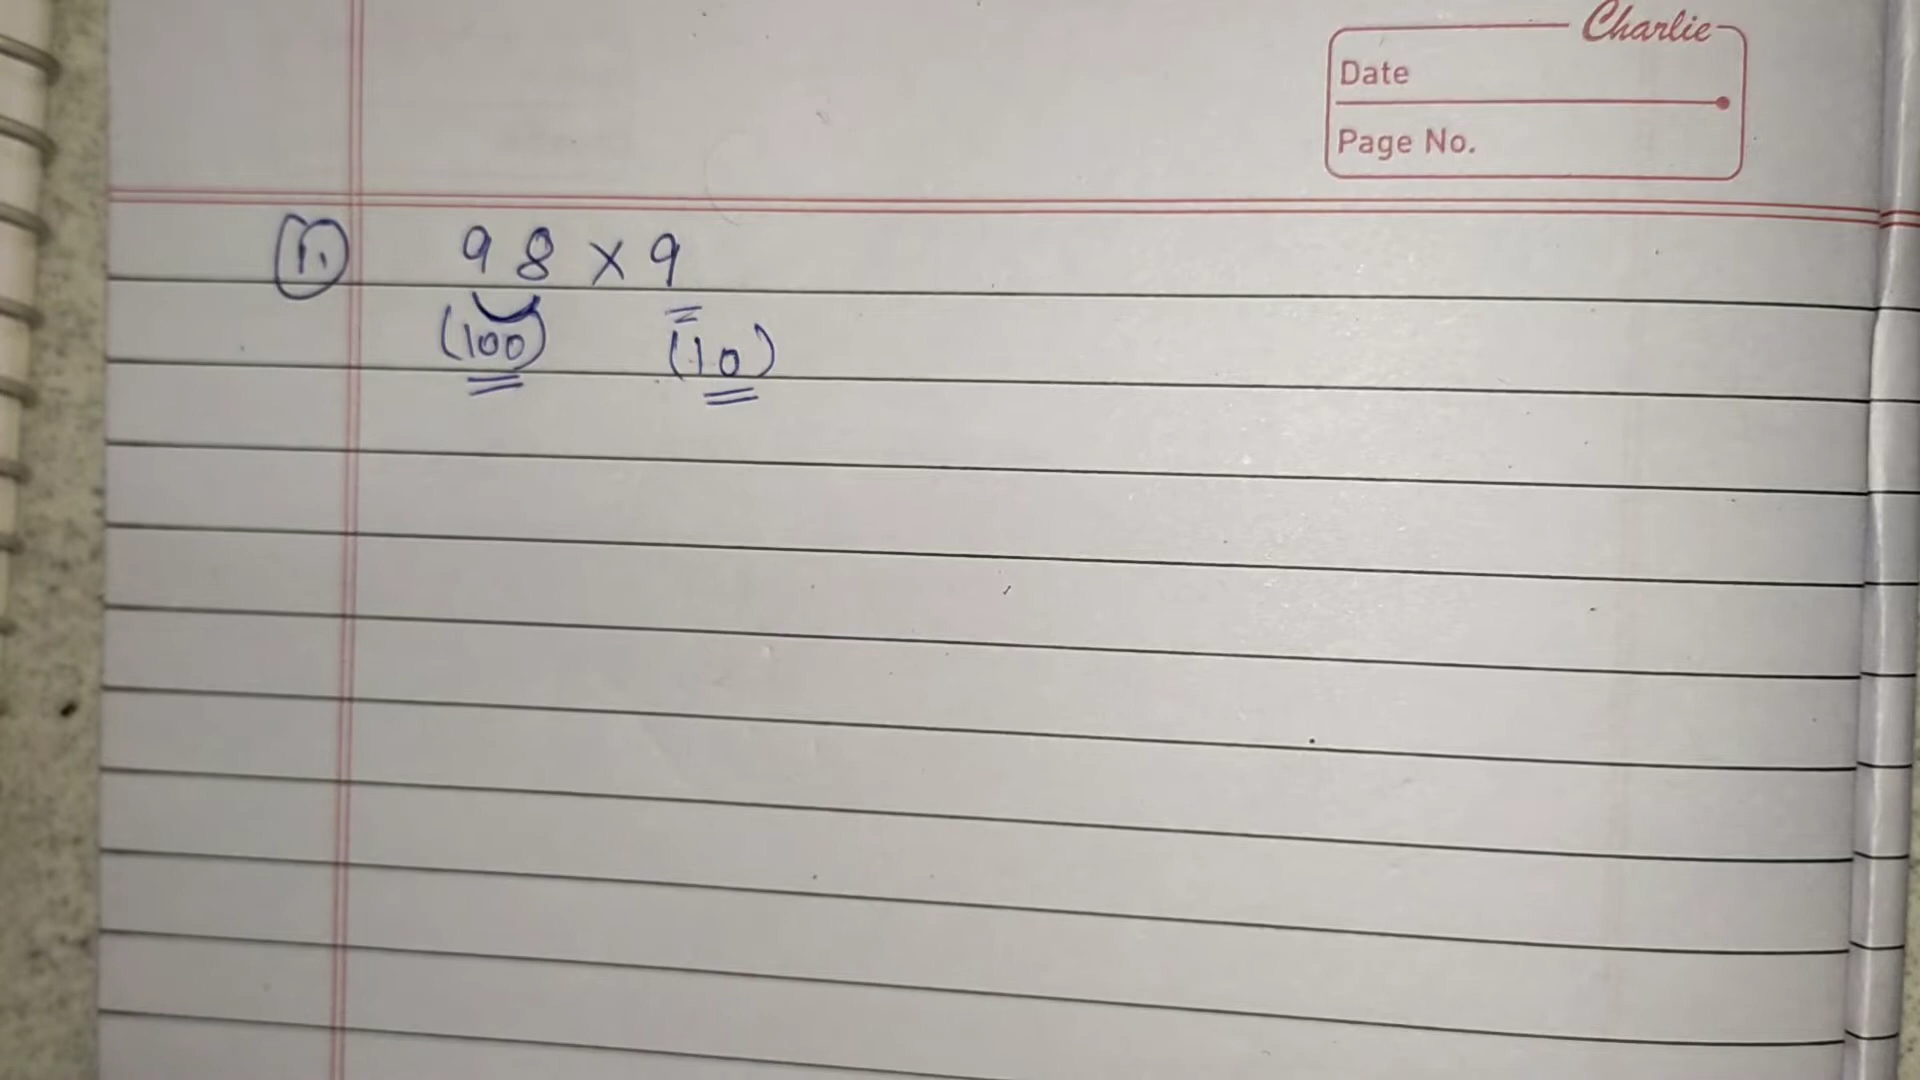 Charlie
Date
Page No.
1. 98 × 9
(100) (10)